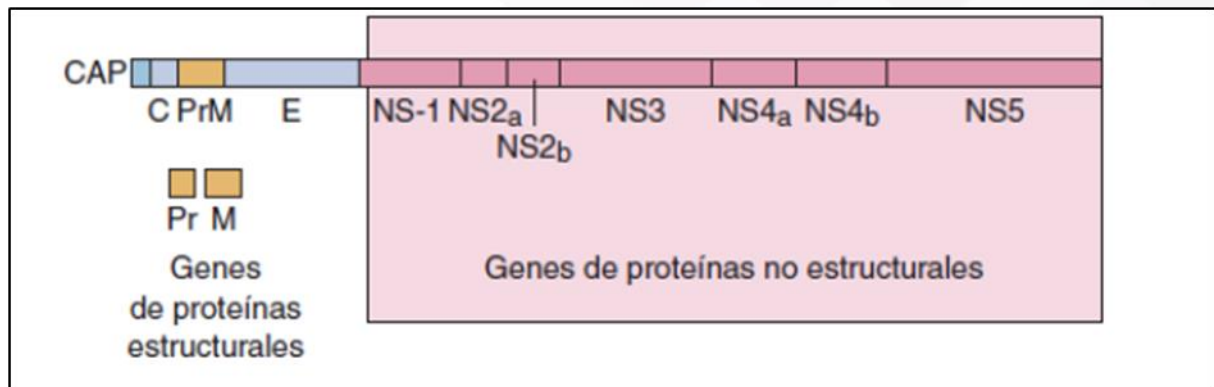 CAP
C PrM E NS-1 NS2a NS3 NS4a NS4b NS5
NS2b
Pr M
Genes
de proteínas
estructurales
Genes de proteínas no estructurales